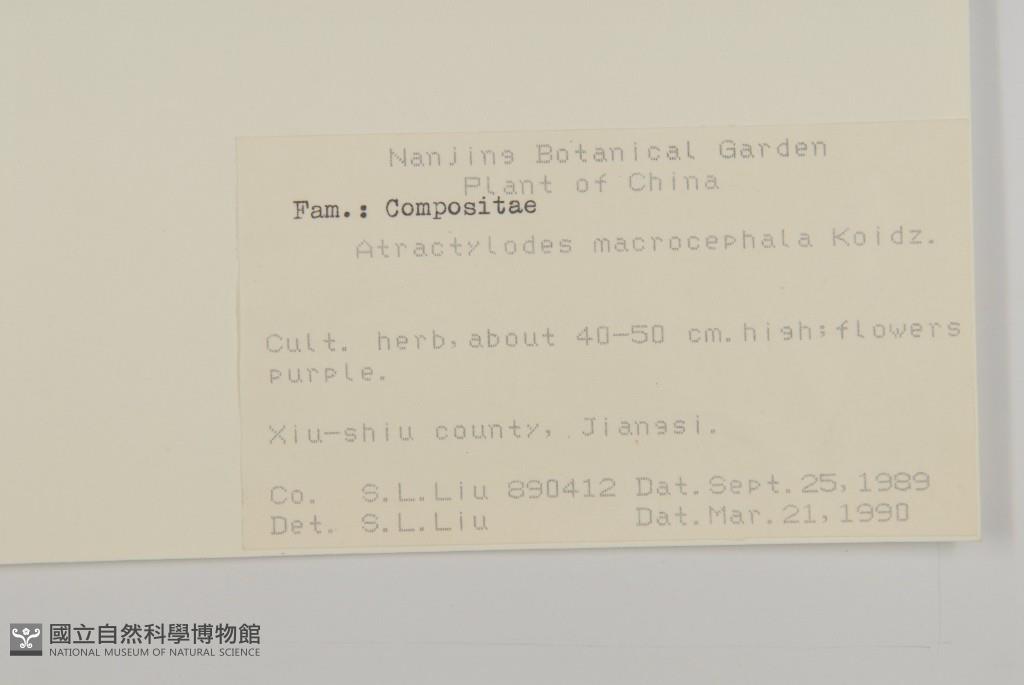 Nanjing Botanical Garden
Plant of China
Fam.: Compositae
Atractylodes macrocephala Koidz.
Cult. herb, about 40-50 cm. high; flowers
purple.
Xiu-shiu county, Jiangsi.
Co. S.L.Liu 890412 Dat. Sept. 25, 1989
Det. S.L.Liu Dat. Mar. 21, 1990
國立自然科學博物館
NATIONAL MUSEUM OF NATURAL SCIENCE